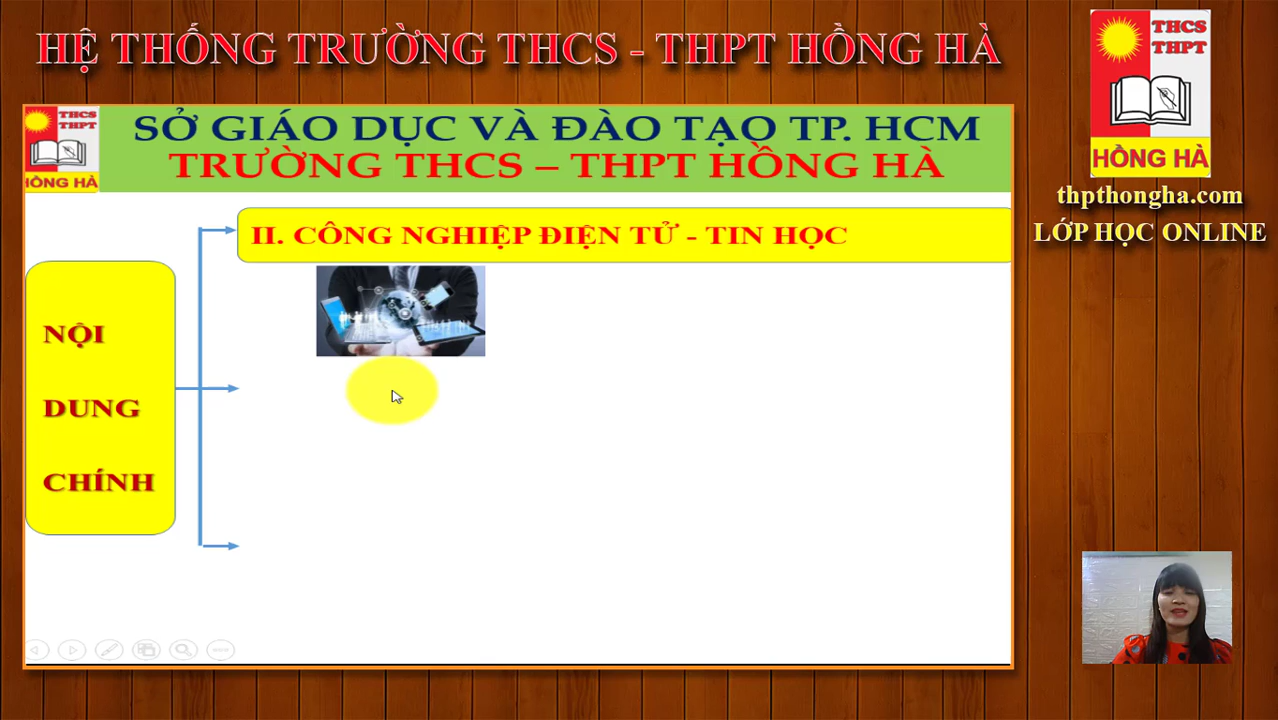 HỆ THỐNG TRƯỜNG THCS - THPT HỒNG HÀ
THCS
THPT
HỒNG HÀ
thpthongha.com
LỚP HỌC ONLINE
THCS
THPT
HỒNG HÀ
SỞ GIÁO DỤC VÀ ĐÀO TẠO TP. HCM
TRƯỜNG THCS – THPT HỒNG HÀ
II. CÔNG NGHIỆP ĐIỆN TỬ - TIN HỌC
NỘI
DUNG
CHÍNH